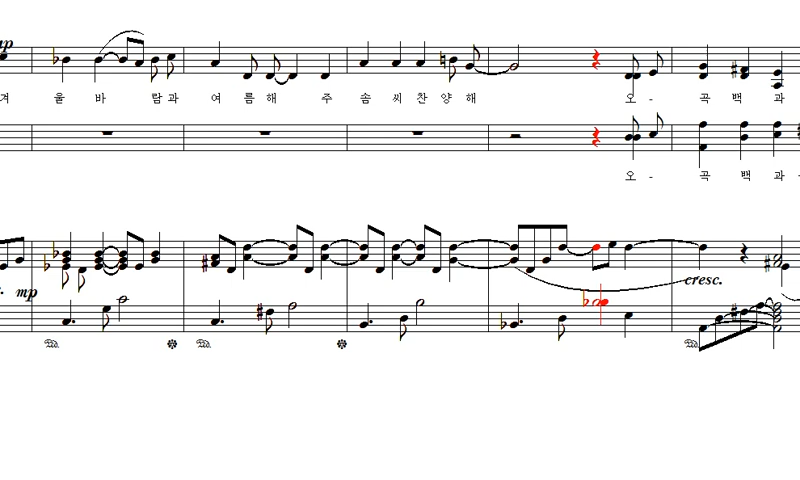 mp
겨 울 바 람 과 여 름 해 주 솜 씨 찬 양 해 오 - 곡 백 과
오 - 곡 백 과 -
cresc.
mp